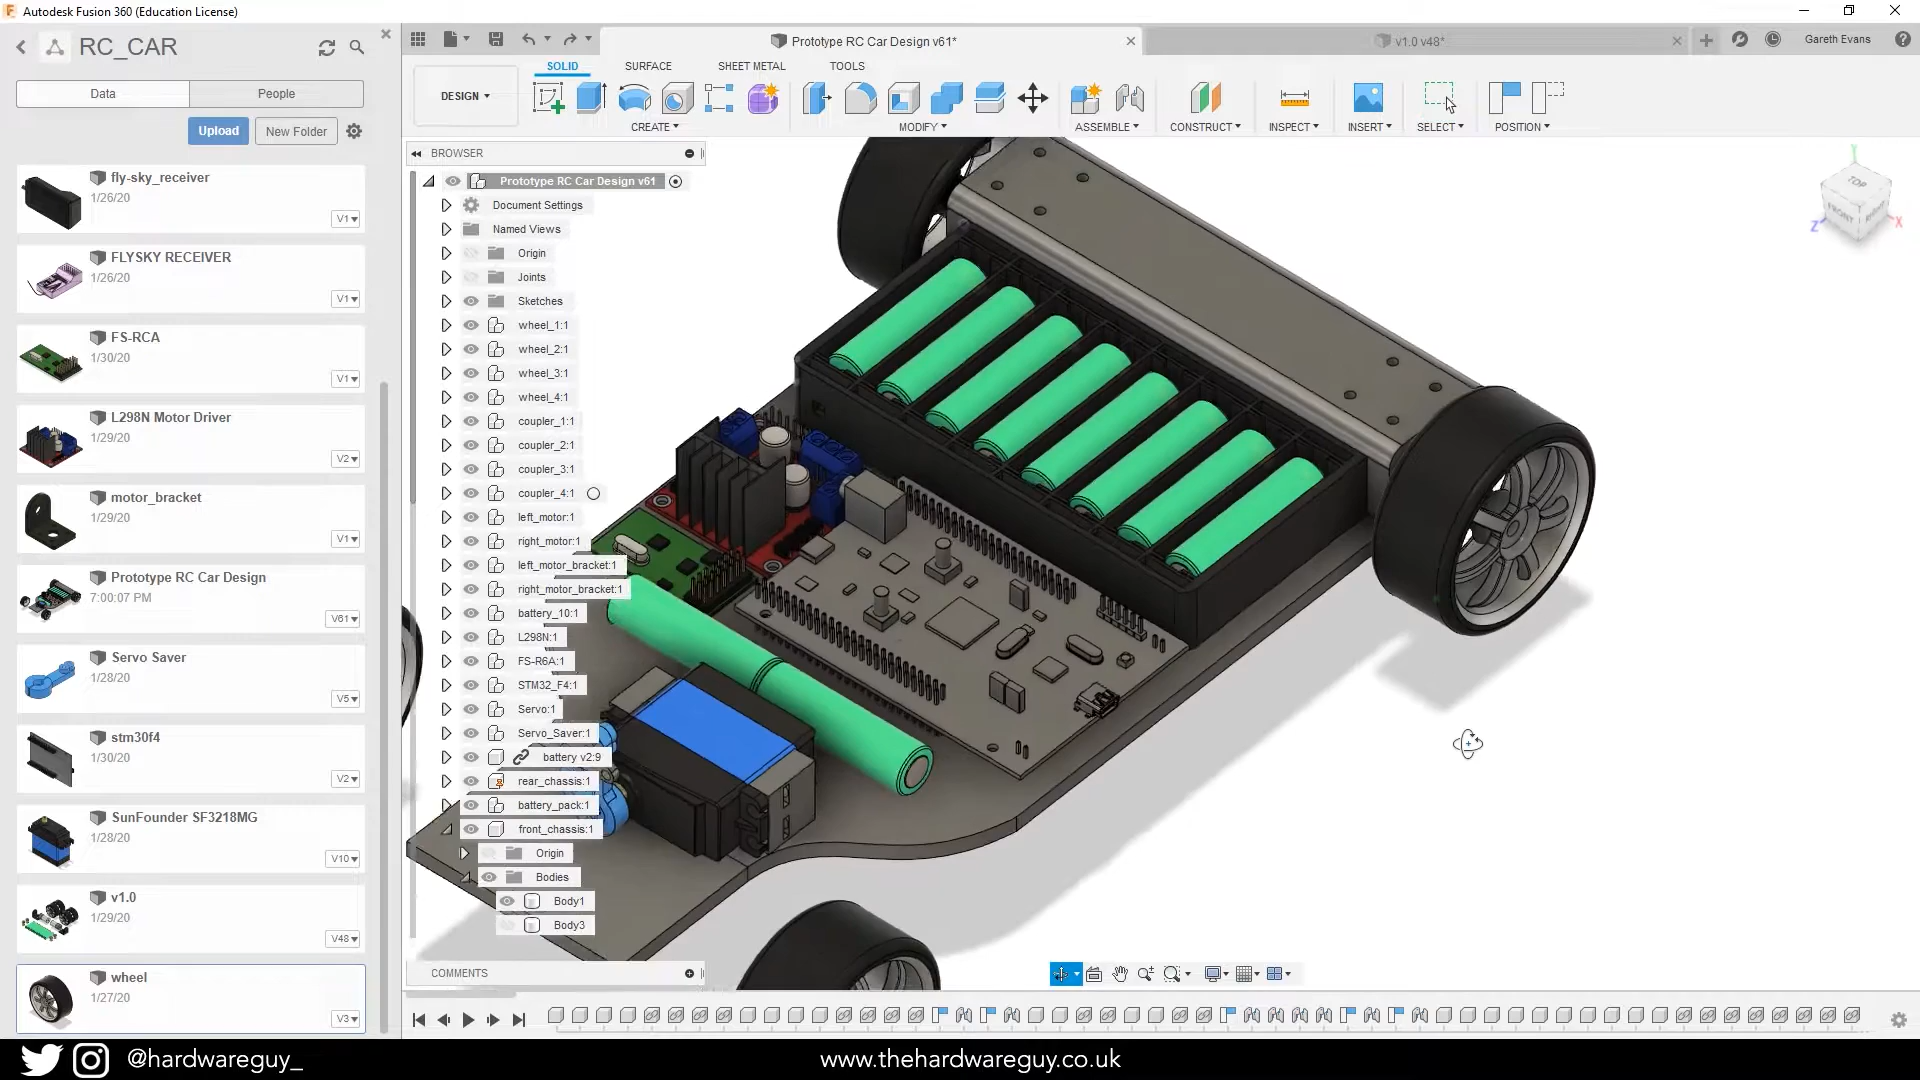 Autodesk Fusion 360 (Education License)
RC_CAR
Data
People
Upload
New Folder
fly-sky_receiver
1/26/20
V1
FLYSKY RECEIVER
1/26/20
V1
FS-RCA
1/30/20
V1
L298N Motor Driver
1/29/20
V2
motor_bracket
1/29/20
V1
Prototype RC Car Design
7:00:07 PM
V61
Servo Saver
1/28/20
V5
stm30f4
1/30/20
V2
SunFounder SF3218MG
1/28/20
V10
v1.0
1/29/20
V48
wheel
1/27/20
V3
Prototype RC Car Design v61*
v1.0 v48*
Gareth Evans
DESIGN
SOLID
SURFACE
SHEET METAL
TOOLS
CREATE
MODIFY
ASSEMBLE
CONSTRUCT
INSPECT
INSERT
SELECT
POSITION
BROWSER
Prototype RC Car Design v61
Document Settings
Named Views
Origin
Joints
Sketches
wheel_1:1
wheel_2:1
wheel_3:1
wheel_4:1
coupler_1:1
coupler_2:1
coupler_3:1
coupler_4:1
left_motor:1
right_motor:1
left_motor_bracket:1
right_motor_bracket:1
battery_10:1
L298N:1
FS-R6A:1
STM32_F4:1
Servo:1
Servo_Saver:1
battery v2:9
rear_chassis:1
battery_pack:1
front_chassis:1
Origin
Bodies
Body1
Body3
COMMENTS
TOP
FRONT
RIGHT
Y
Z
X
@hardwareguy_
www.thehardwareguy.co.uk